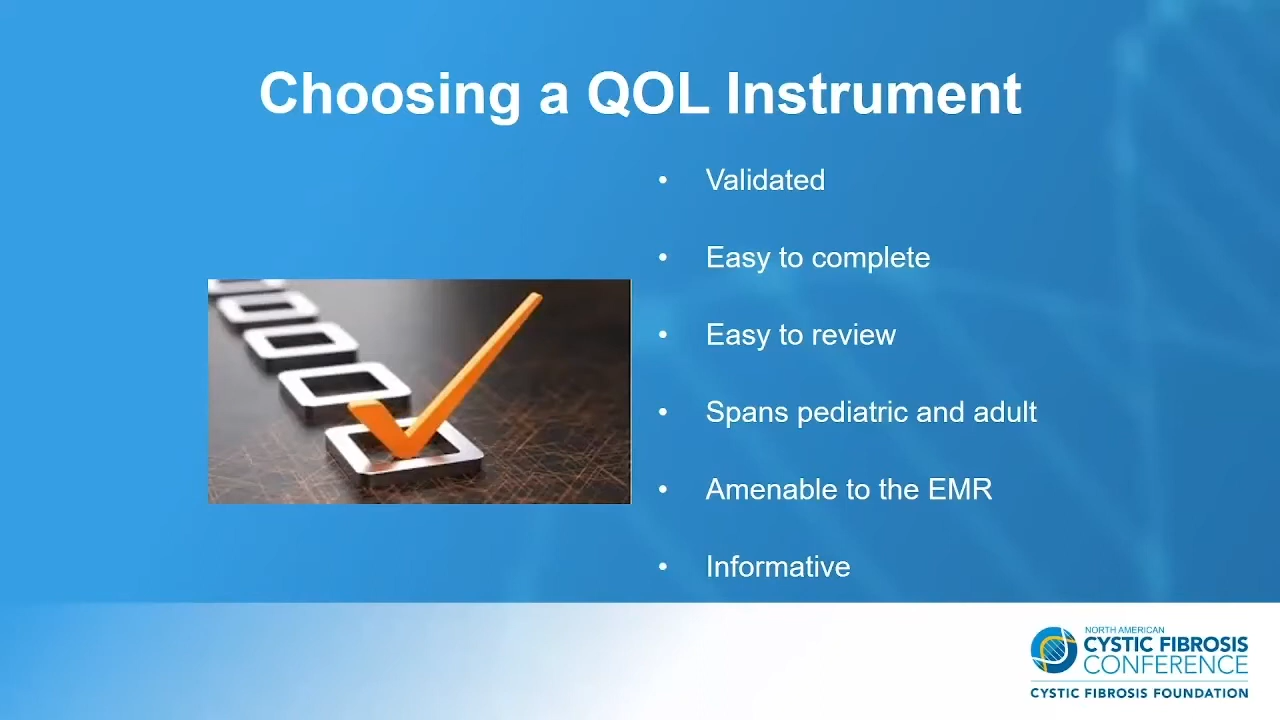 Choosing a QOL Instrument
• Validated
• Easy to complete
• Easy to review
• Spans pediatric and adult
• Amenable to the EMR
• Informative
NORTH AMERICAN
CYSTIC FIBROSIS
CONFERENCE
CYSTIC FIBROSIS FOUNDATION